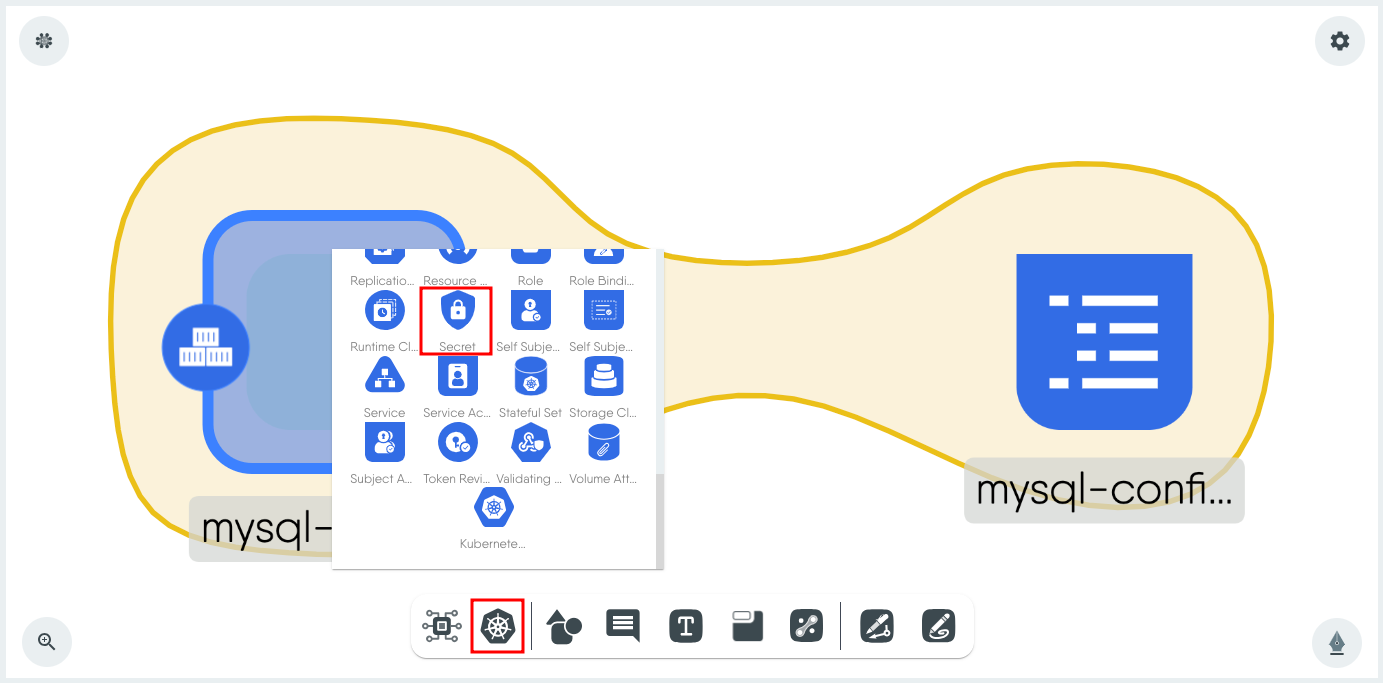 Replicatio... Resource ... Role Role Bindi...
Runtime Cl... Secret Self Subje... Self Subje...
Service Service Ac... Stateful Set Storage Cl...
Subject A... Token Revi... Validating ... Volume Att...
Kubernete...
mysql-confi...
mysql-
T